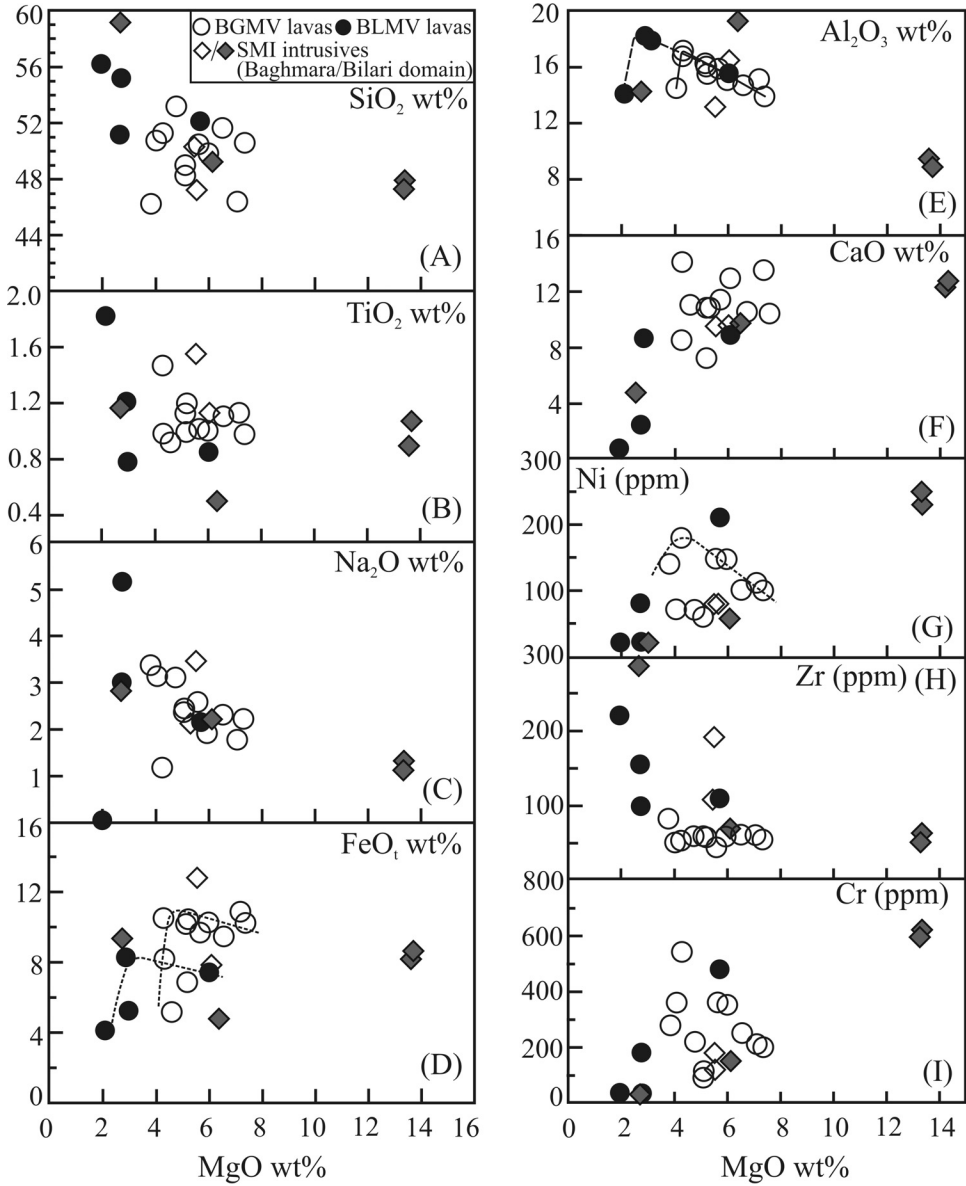 60
56
52
48
44
BGMV lavas BLMV lavas
/ SMI intrusives
(Baghmara/Bilari domain)
SiO₂ wt%
(A)
2.0
1.6
1.2
0.8
0.4
TiO₂ wt%
(B)
6
5
4
3
2
1
Na₂O wt%
(C)
16
12
8
4
0
FeOₜ wt%
(D)
0 2 4 6 8 10 12 14 16
MgO wt%
20
16
12
8
Al₂O₃ wt%
(E)
16
12
8
4
CaO wt%
(F)
300
200
100
Ni (ppm)
(G)
300
200
100
Zr (ppm) (H)
800
600
400
200
0
Cr (ppm)
(I)
0 2 4 6 8 10 12 14
MgO wt%